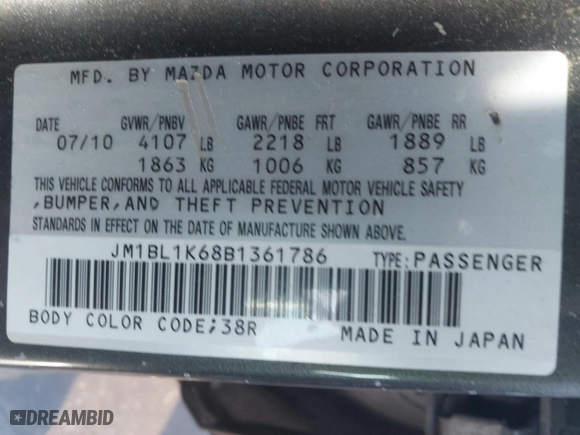 MFD. BY MAZDA MOTOR CORPORATION
DATE GVWR/PNBV GAWR/PNBE FRT GAWR/PNBE RR
07/10 4107 LB 2218 LB 1889 LB
1863 KG 1006 KG 857 KG
THIS VEHICLE CONFORMS TO ALL APPLICABLE FEDERAL MOTOR VEHICLE SAFETY
,BUMPER,AND THEFT PREVENTION
STANDARDS IN EFFECT ON THE DATE OF MANUFACTURE SHOWN ABOVE.
JM1BL1K68B1361786 TYPE:PASSENGER
BODY COLOR CODE;38R MADE IN JAPAN
DREAMBID